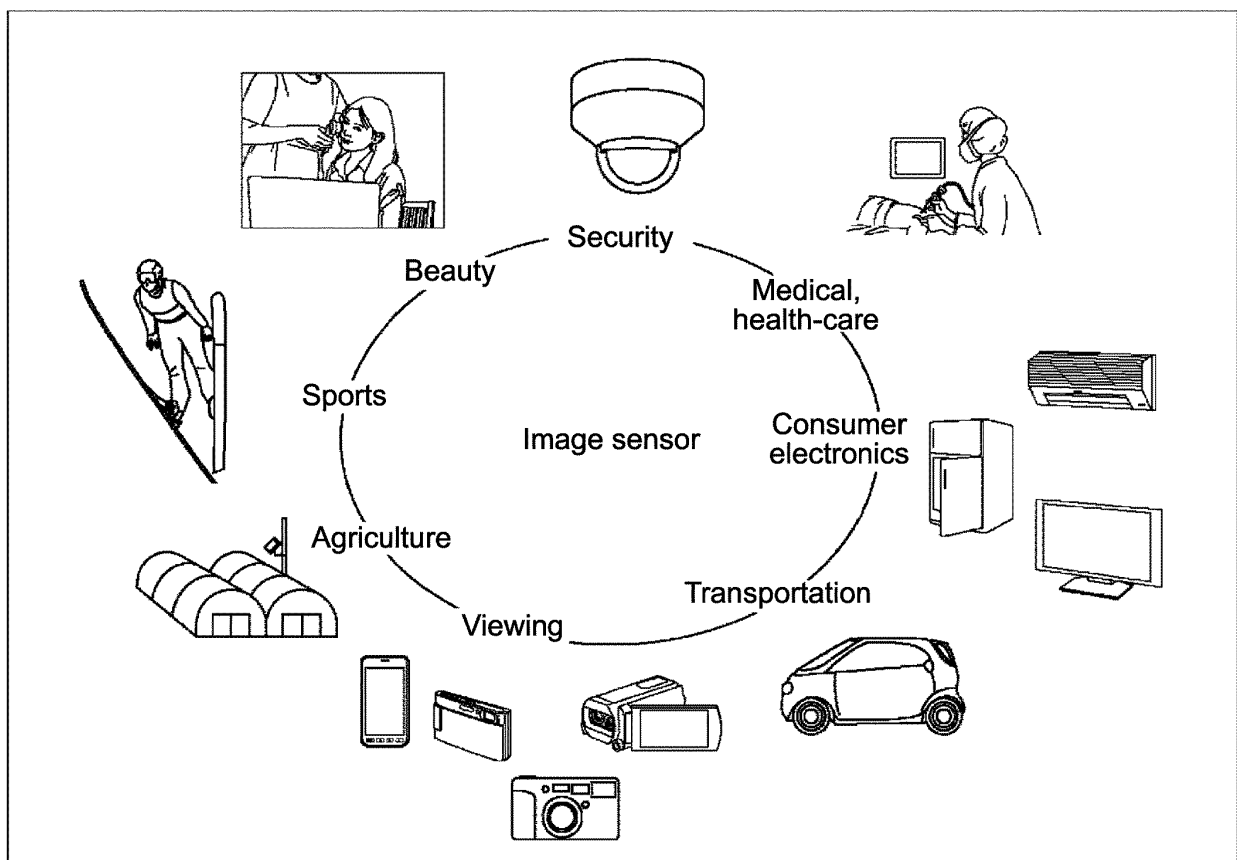 Security
Beauty
Medical,
health-care
Sports
Consumer
electronics
Image sensor
Agriculture
Transportation
Viewing